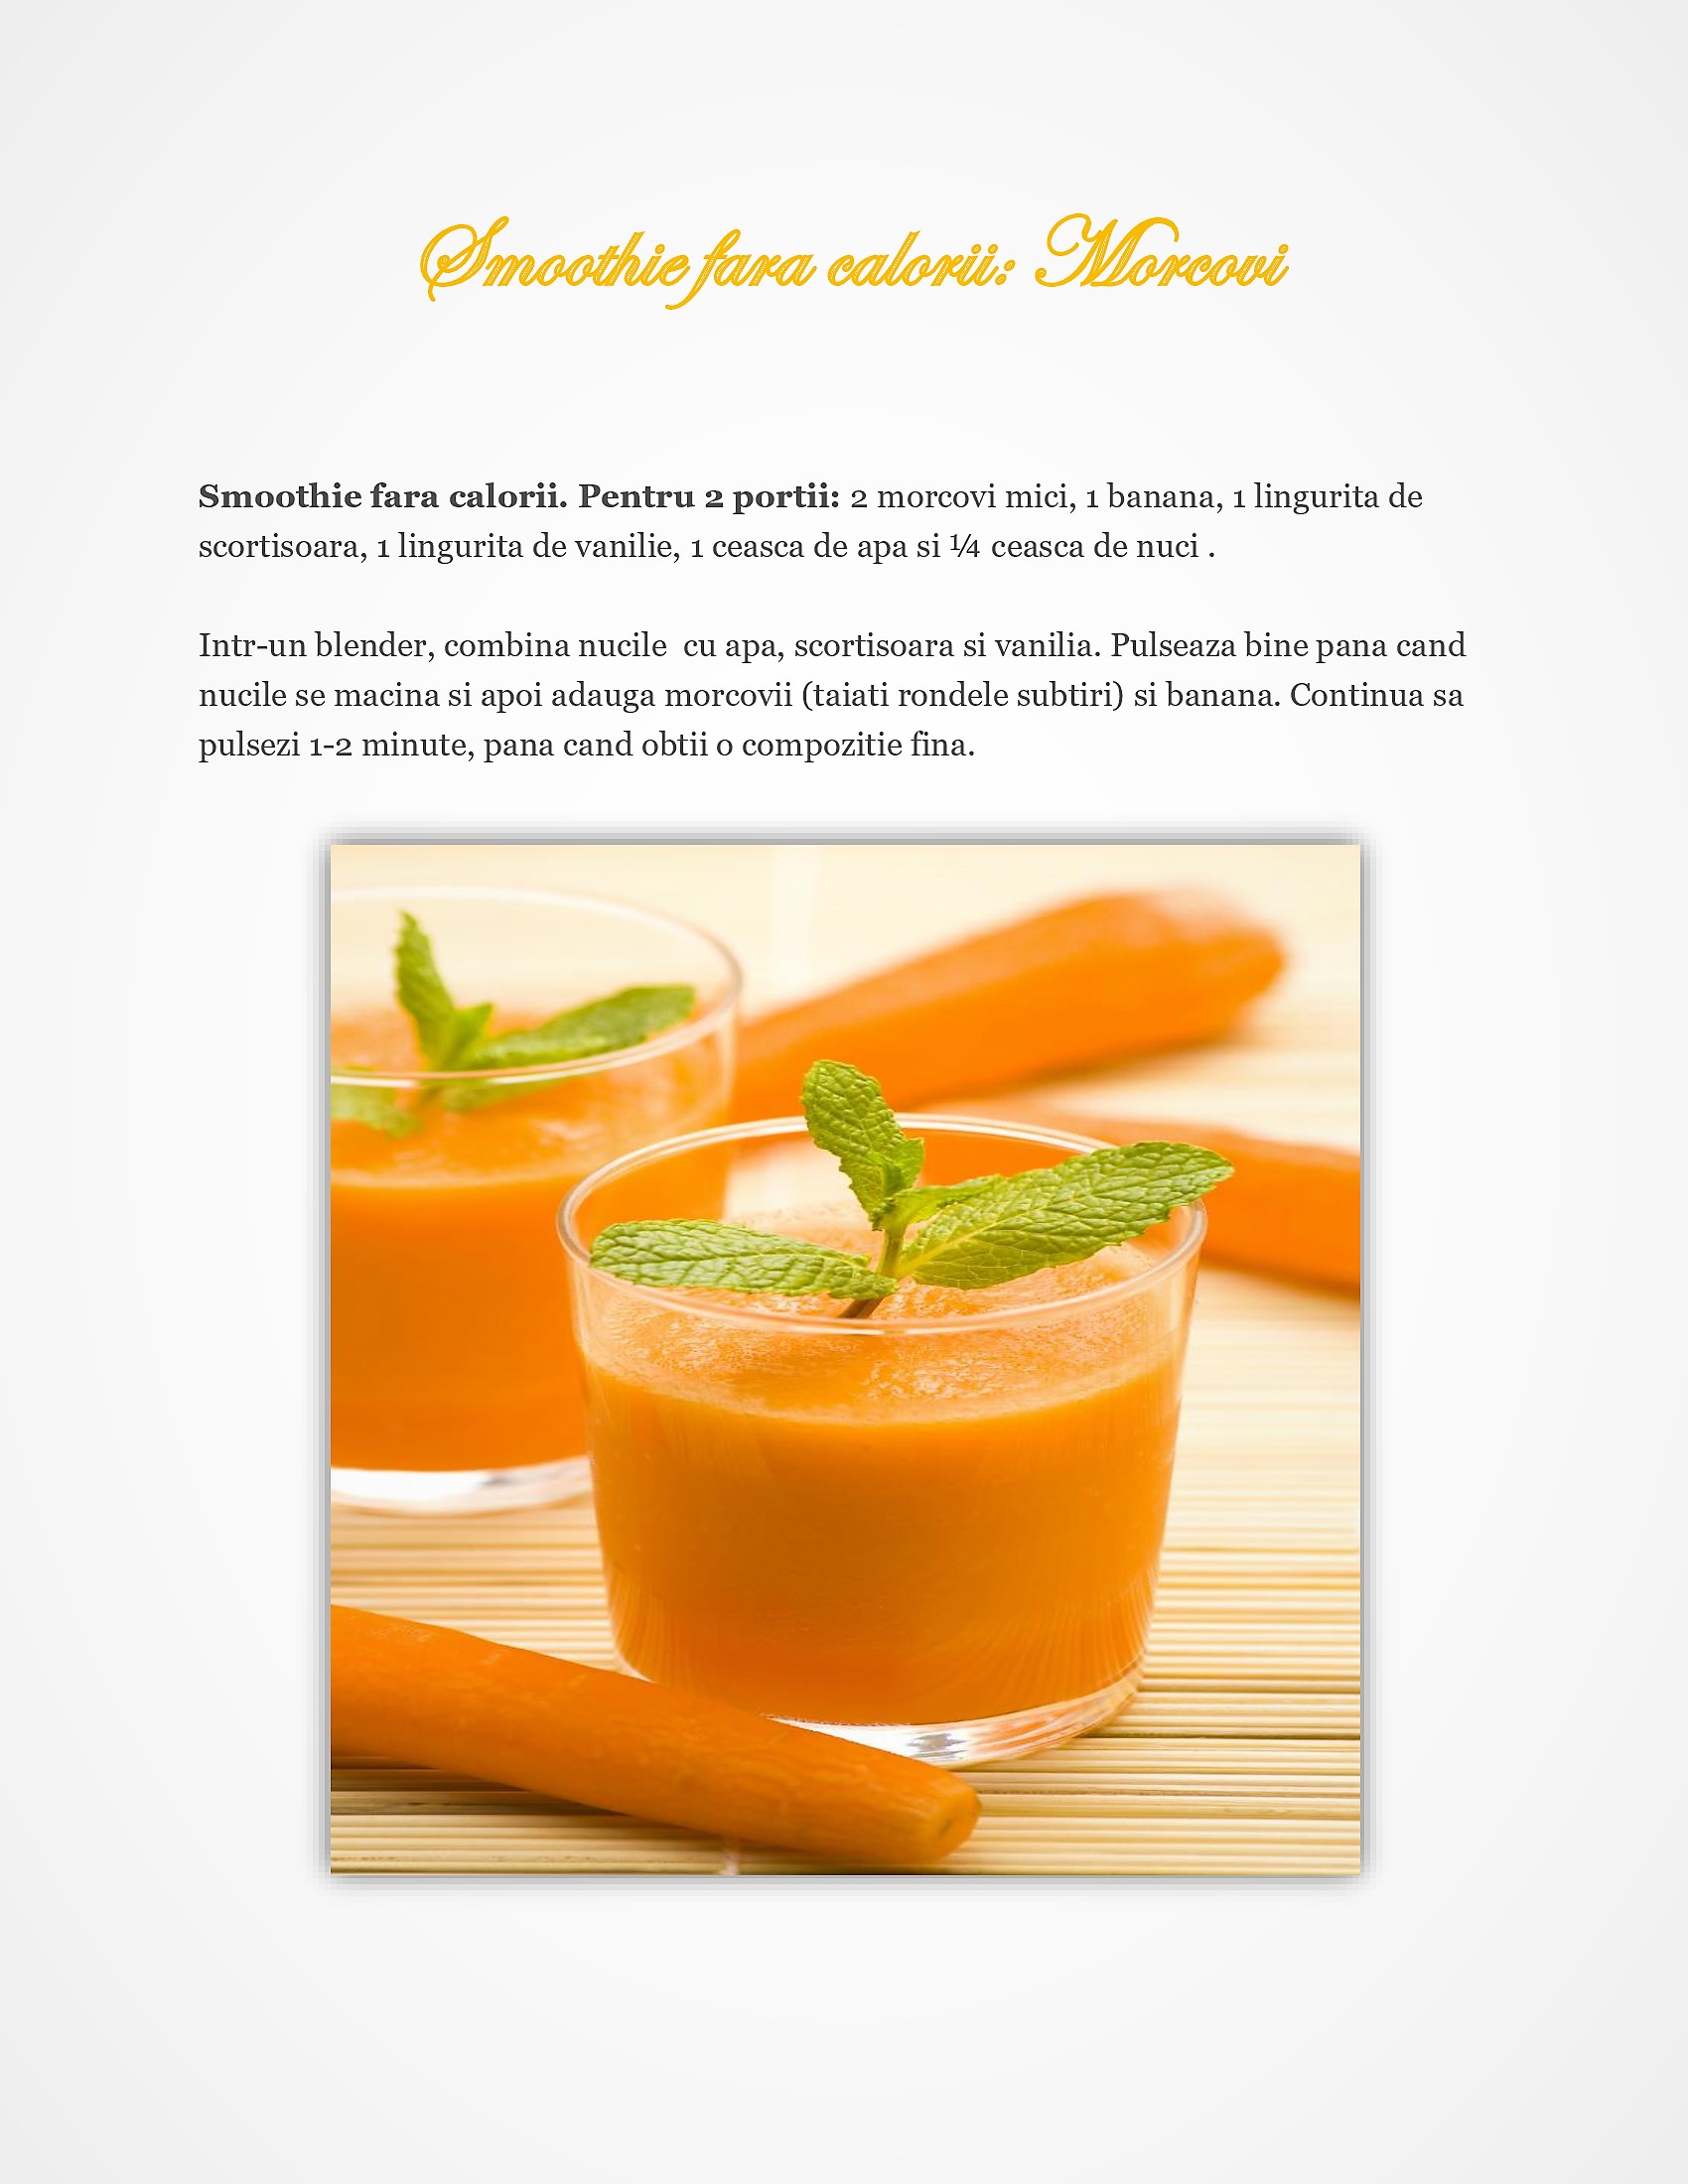 Smoothie fara calorii: Morcovi
Smoothie fara calorii. Pentru 2 portii: 2 morcovi mici, 1 banana, 1 lingurita de
scortisoara, 1 lingurita de vanilie, 1 ceasca de apa si ¼ ceasca de nuci .
Intr-un blender, combina nucile  cu apa, scortisoara si vanilia. Pulseaza bine pana cand
nucile se macina si apoi adauga morcovii (taiati rondele subtiri) si banana. Continua sa
pulsezi 1-2 minute, pana cand obtii o compozitie fina.